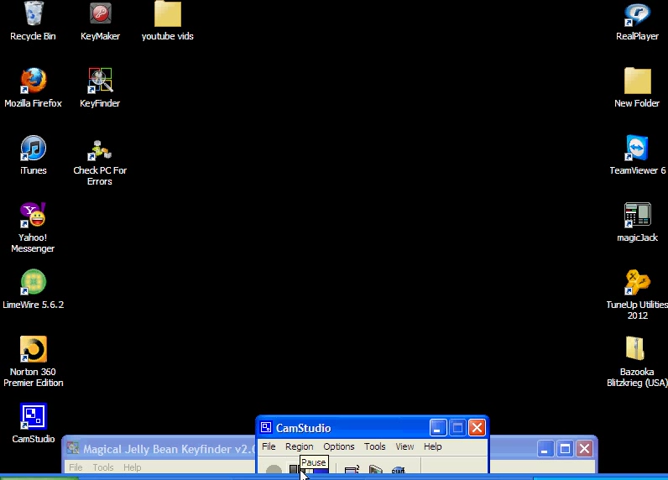 Recycle Bin
KeyMaker
youtube vids
RealPlayer
Mozilla Firefox
KeyFinder
New Folder
iTunes
Check PC For
Errors
TeamViewer 6
Yahoo!
Messenger
magicJack
LimeWire 5.6.2
TuneUp Utilities
2012
Norton 360
Premier Edition
Bazooka
Blitzkrieg (USA)
CamStudio
CamStudio
File Region Options Tools View Help
Pause
Magical Jelly Bean Keyfinder v2.0
File Tools Help